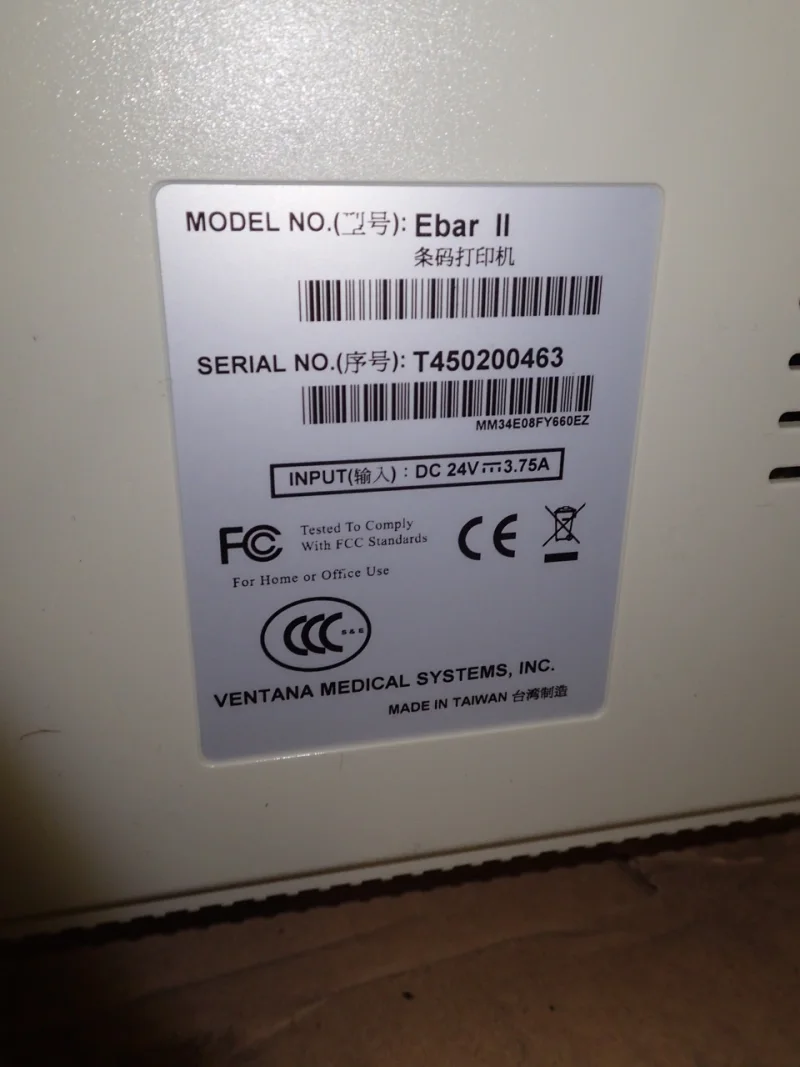 MODEL NO.(型号): Ebar II
条码打印机
SERIAL NO.(序号): T450200463
MM34E08FY660EZ
INPUT(输入) : DC 24V⎓3.75A
FC Tested To Comply
With FCC Standards
CE
For Home or Office Use
CCC S&E
VENTANA MEDICAL SYSTEMS, INC.
MADE IN TAIWAN 台湾制造